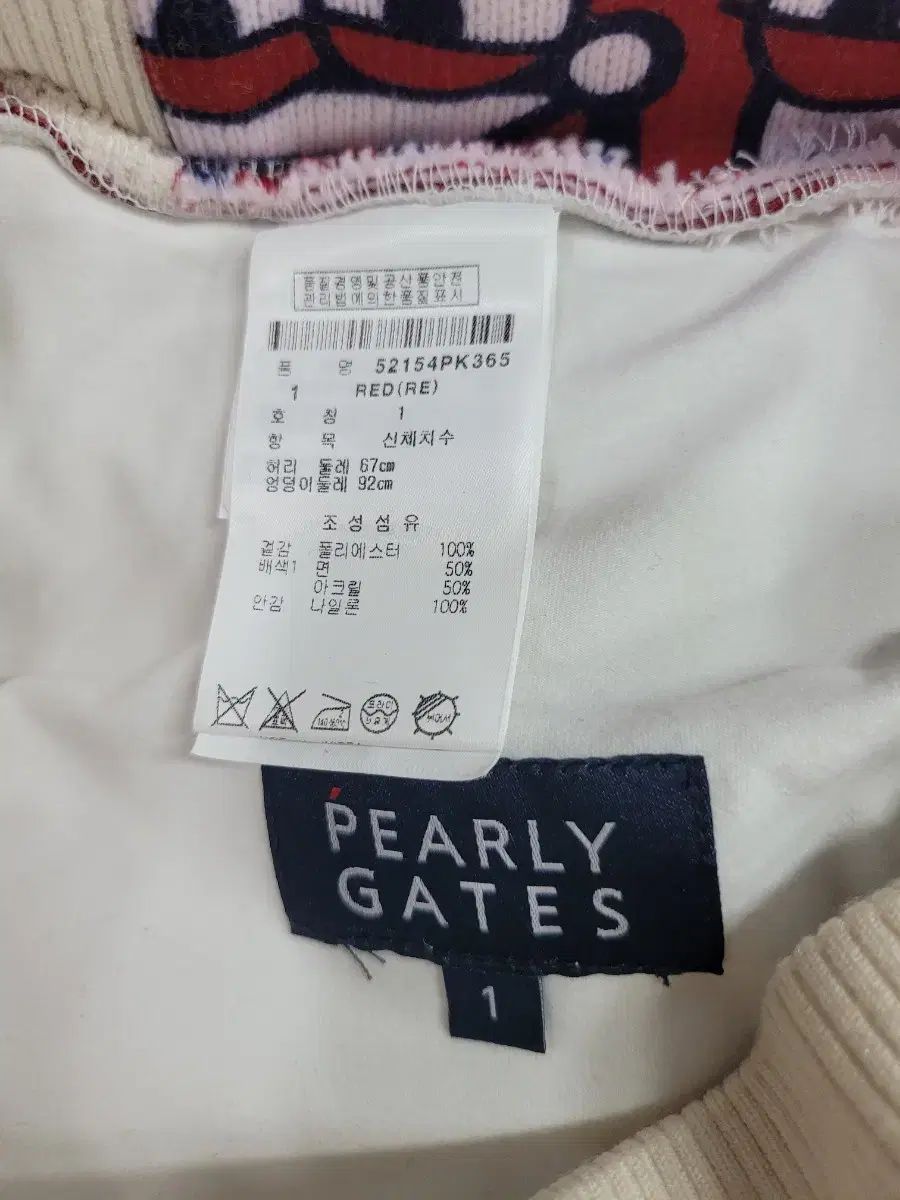 품질경영및공산품안전
관리법에의한품질표시
품 명 52154PK365
1 RED(RE)
호 칭 1
항 목 신체치수
허리 둘레 67cm
엉덩이둘레 92cm
조성섬유
겉감 폴리에스터 100%
배색1 면 50%
아크릴 50%
안감 나일론 100%
드라이
PEARLY
GATES
1